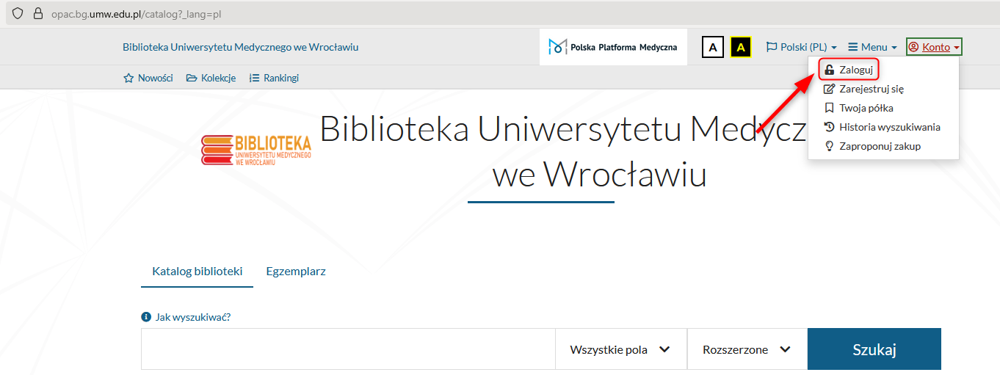 opac.bg.umw.edu.pl/catalog?_lang=pl
Biblioteka Uniwersytetu Medycznego we Wrocławiu
Polska Platforma Medyczna
A
A
Polski (PL)
Menu
Konto
Nowości
Kolekcje
Rankingi
Zaloguj
Zarejestruj się
Twoja półka
Historia wyszukiwania
Zaproponuj zakup
BIBLIOTEKA
UNIWERSYTETU MEDYCZNEGO
WE WROCŁAWIU
Biblioteka Uniwersytetu Medycz
we Wrocławiu
Katalog biblioteki
Egzemplarz
Jak wyszukiwać?
Wszystkie pola
Rozszerzone
Szukaj